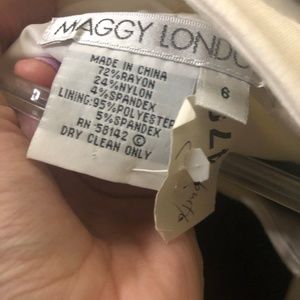 MAGGY LONDO
MADE IN CHINA
72% RAYON
24% NYLON
4% SPANDEX
LINING: 95% POLYESTER
5% SPANDEX
RN 58142 ©
DRY CLEAN ONLY
6